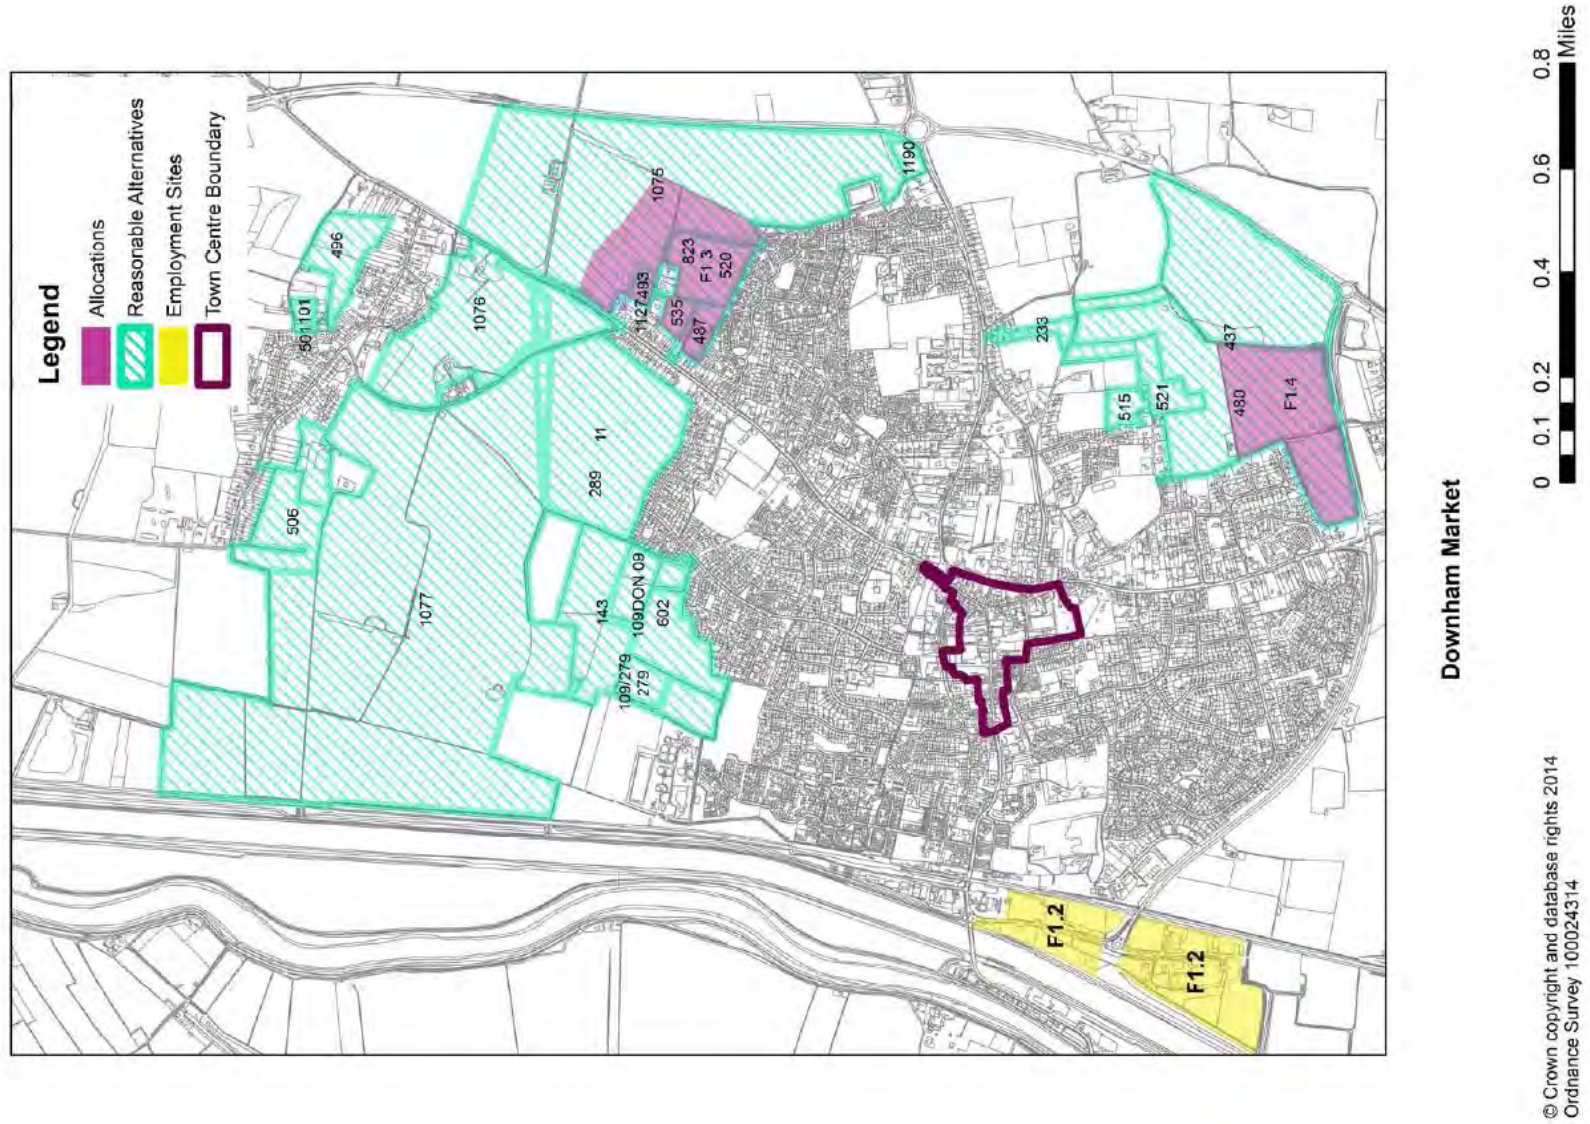 Legend
Allocations
Reasonable Alternatives
Employment Sites
Town Centre Boundary
496
501101
1076
506
1077
289
11
143
109DON 09
602
109/279
279
1075
1190
1127493
823
F1.3
520
535
487
233
437
515
521
480
F1.4
F1.2
F1.2
Downham Market
0 0.1 0.2 0.4 0.6 0.8
Miles
© Crown copyright and database rights 2014
Ordnance Survey 100024314